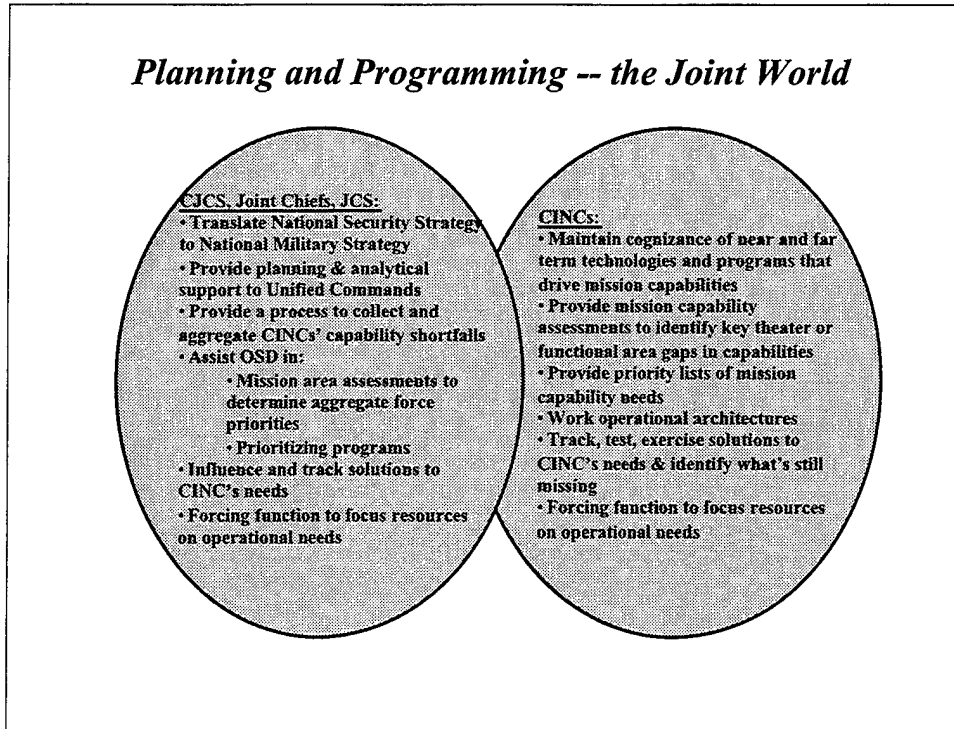 Planning and Programming -- the Joint World
CJCS, Joint Chiefs, JCS:
• Translate National Security Strategy
to National Military Strategy
• Provide planning & analytical
support to Unified Commands
• Provide a process to collect and
aggregate CINCs' capability shortfalls
• Assist OSD in:
• Mission area assessments to
determine aggregate force
priorities
• Prioritizing programs
• Influence and track solutions to
CINC's needs
• Forcing function to focus resources
on operational needs
CINCs:
• Maintain cognizance of near and far
term technologies and programs that
drive mission capabilities
• Provide mission capability
assessments to identify key theater or
functional area gaps in capabilities
• Provide priority lists of mission
capability needs
• Work operational architectures
• Track, test, exercise solutions to
CINC's needs & identify what's still
missing
• Forcing function to focus resources
on operational needs